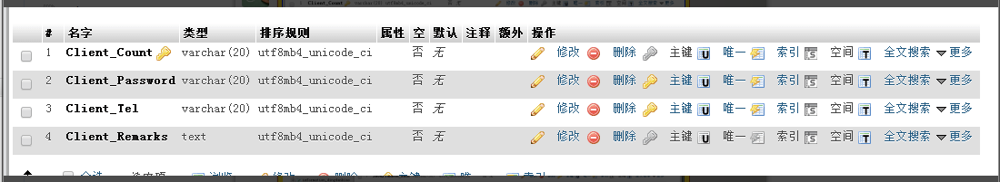 # 名字 类型 排序规则 属性 空 默认 注释 额外 操作
1 Client_Count varchar(20) utf8mb4_unicode_ci 否 无 修改 删除 主键 唯一 索引 空间 全文搜索 更多
2 Client_Password varchar(20) utf8mb4_unicode_ci 否 无 修改 删除 主键 唯一 索引 空间 全文搜索 更多
3 Client_Tel varchar(20) utf8mb4_unicode_ci 否 无 修改 删除 主键 唯一 索引 空间 全文搜索 更多
4 Client_Remarks text utf8mb4_unicode_ci 否 无 修改 删除 主键 唯一 索引 空间 全文搜索 更多